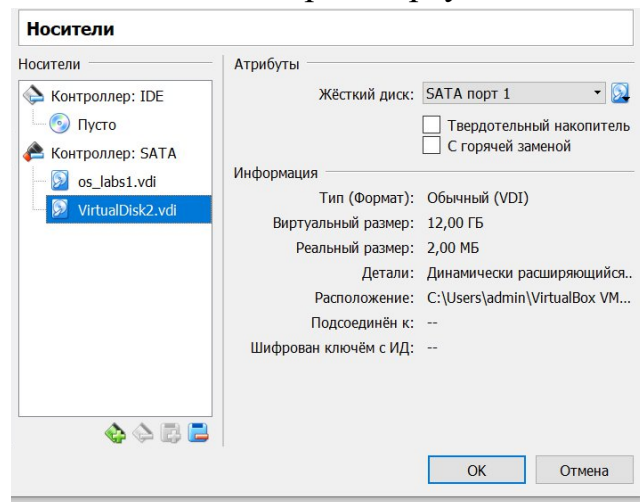 Носители
Носители
Контроллер: IDE
Пусто
Контроллер: SATA
os_labs1.vdi
VirtualDisk2.vdi
Атрибуты
Жёсткий диск: SATA порт 1
Твердотельный накопитель
С горячей заменой
Информация
Тип (Формат): Обычный (VDI)
Виртуальный размер: 12,00 ГБ
Реальный размер: 2,00 МБ
Детали: Динамически расширяющийся..
Расположение: C:\Users\admin\VirtualBox VM...
Подсоединён к: --
Шифрован ключём с ИД: --
OK Отмена